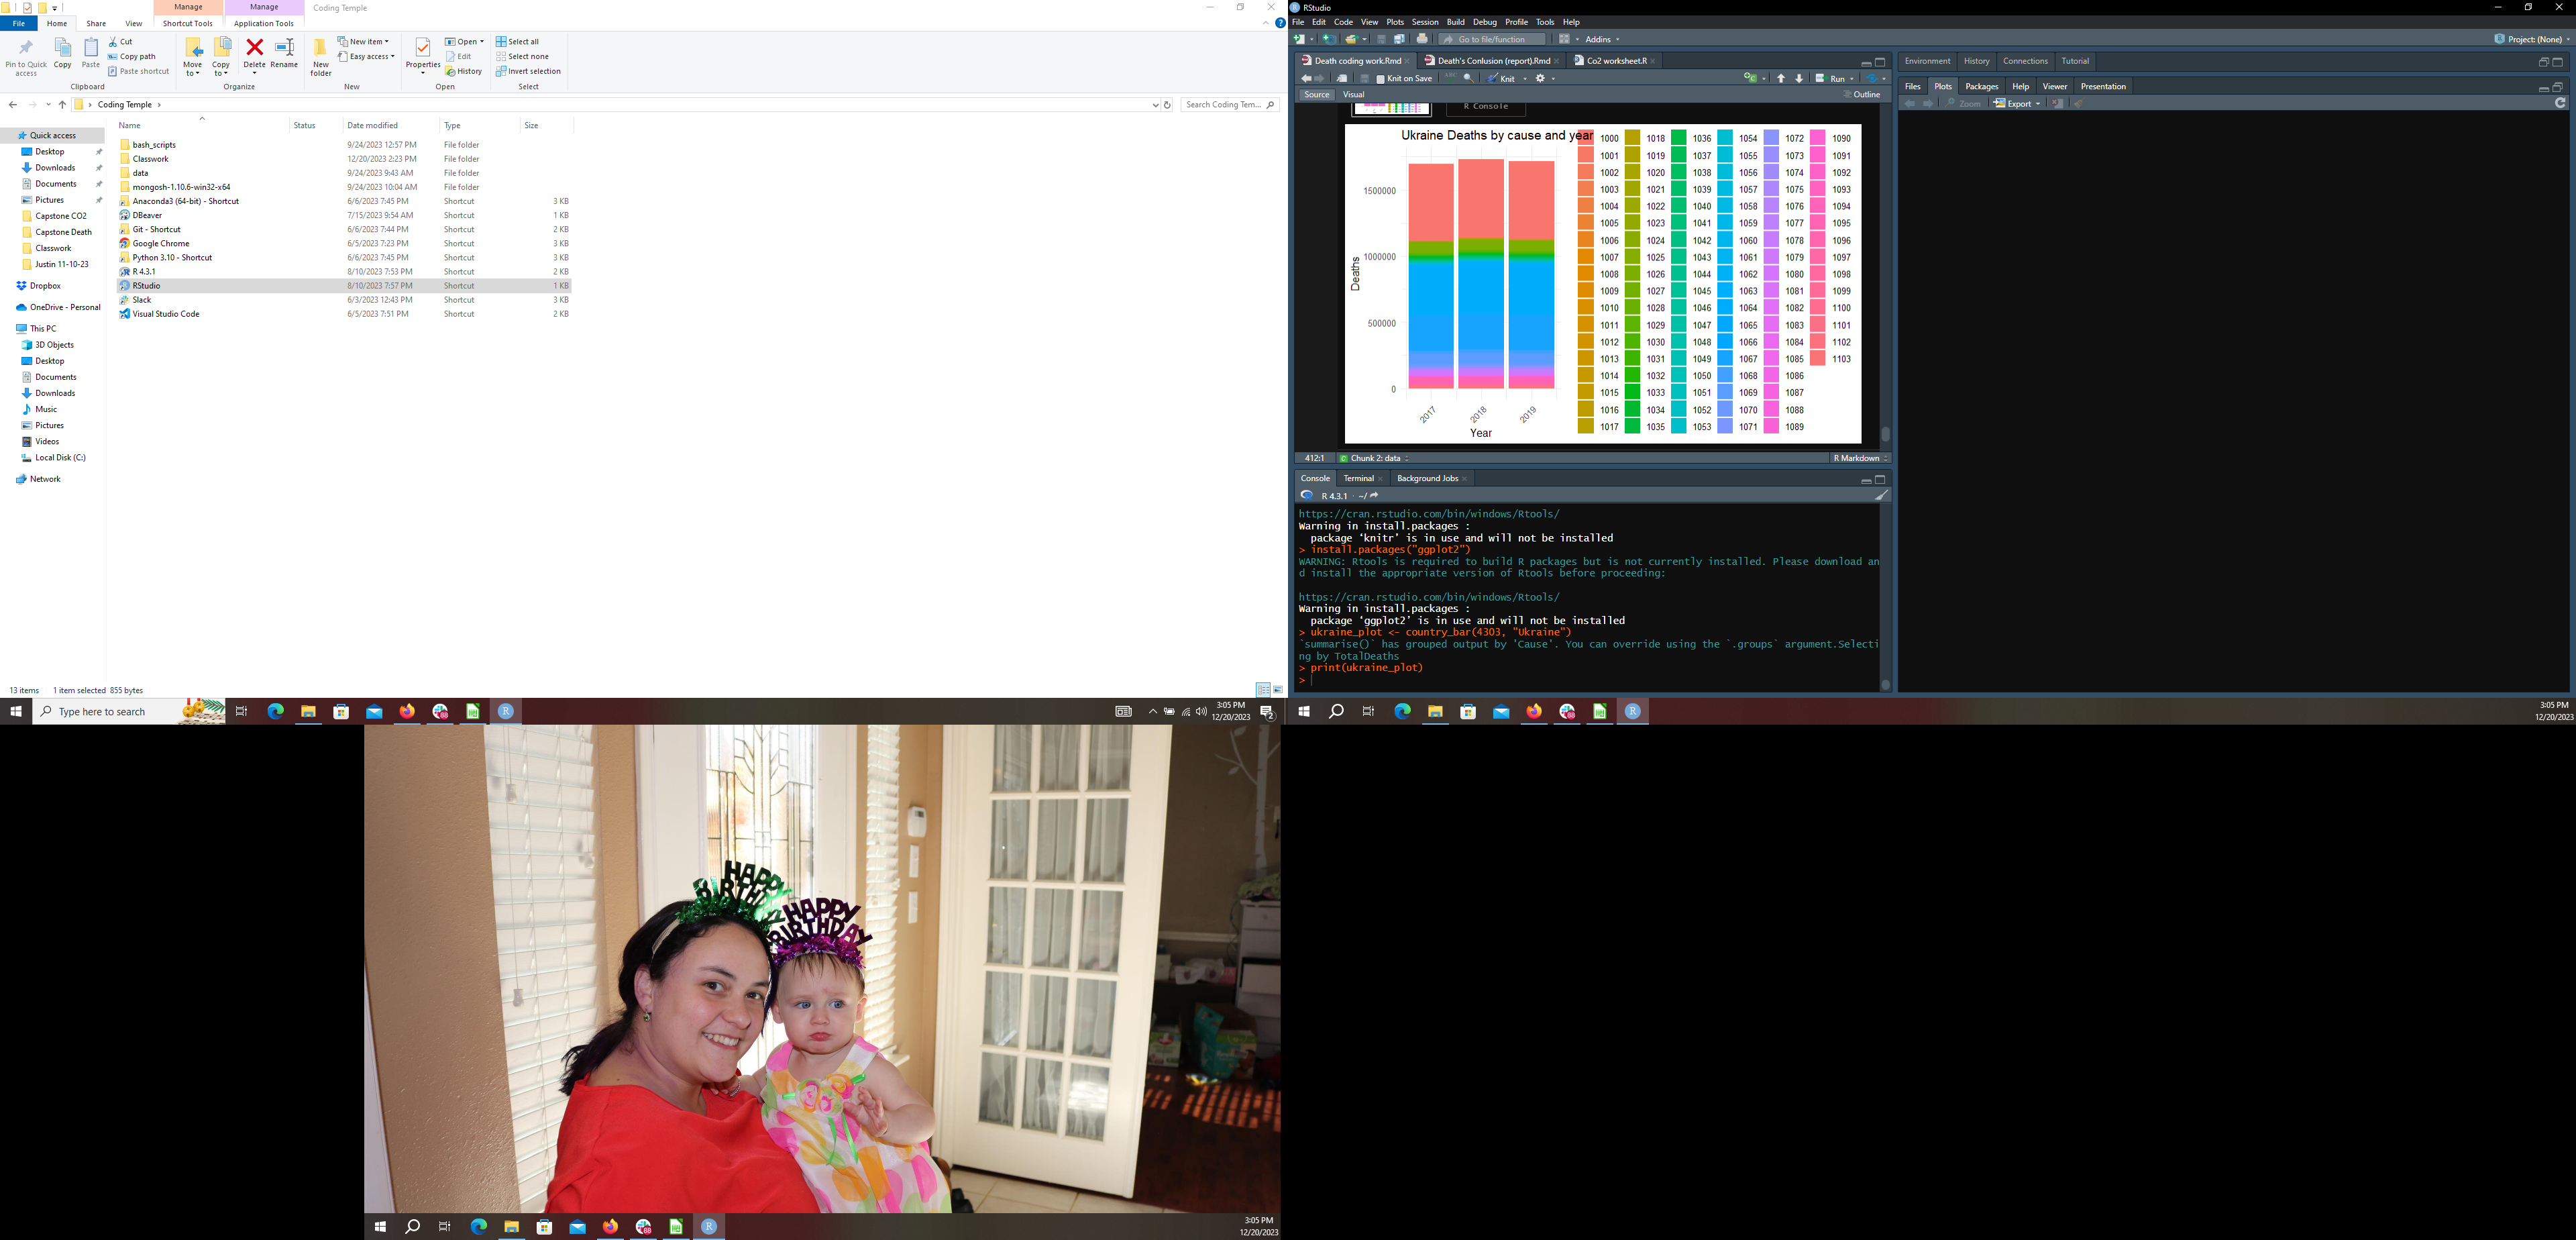 Manage
Manage
Coding Temple
File
Home
Share
View
Shortcut Tools
Application Tools
Pin to Quick access
Copy
Paste
Cut
Copy path
Paste shortcut
Move to
Copy to
Delete
Rename
New folder
New item
Easy access
Properties
Open
Edit
History
Select all
Select none
Invert selection
Clipboard
Organize
New
Open
Select
Coding Temple
Search Coding Tem...
Name
Status
Date modified
Type
Size
bash_scripts 9/24/2023 12:57 PM File folder
Classwork 12/20/2023 2:23 PM File folder
data 9/24/2023 9:43 AM File folder
mongosh-1.10.6-win32-x64 9/24/2023 10:04 AM File folder
Anaconda3 (64-bit) - Shortcut 6/6/2023 7:45 PM Shortcut 3 KB
DBeaver 7/15/2023 9:54 AM Shortcut 1 KB
Git - Shortcut 6/6/2023 7:44 PM Shortcut 2 KB
Google Chrome 6/5/2023 7:23 PM Shortcut 3 KB
Python 3.10 - Shortcut 6/6/2023 7:45 PM Shortcut 3 KB
R 4.3.1 8/10/2023 7:53 PM Shortcut 2 KB
RStudio 8/10/2023 7:57 PM Shortcut 1 KB
Slack 6/3/2023 12:43 PM Shortcut 3 KB
Visual Studio Code 6/5/2023 7:51 PM Shortcut 2 KB
Quick access
Desktop
Downloads
Documents
Pictures
Capstone CO2
Capstone Death
Classwork
Justin 11-10-23
Dropbox
OneDrive - Personal
This PC
3D Objects
Desktop
Documents
Downloads
Music
Pictures
Videos
Local Disk (C:)
Network
13 items 1 item selected 855 bytes
Type here to search
3:05 PM
12/20/2023
2
RStudio
File Edit Code View Plots Session Build Debug Profile Tools Help
Go to file/function
Addins
Project: (None)
Death coding work.Rmd
Death's Conlusion (report).Rmd
Co2 worksheet.R
Knit on Save
Knit
Run
Source
Visual
Outline
R Console
Ukraine Deaths by cause and year
Deaths
1500000
1000000
500000
0
2017
2018
2019
Year
1000 1018 1036 1054 1072 1090
1001 1019 1037 1055 1073 1091
1002 1020 1038 1056 1074 1092
1003 1021 1039 1057 1075 1093
1004 1022 1040 1058 1076 1094
1005 1023 1041 1059 1077 1095
1006 1024 1042 1060 1078 1096
1007 1025 1043 1061 1079 1097
1008 1026 1044 1062 1080 1098
1009 1027 1045 1063 1081 1099
1010 1028 1046 1064 1082 1100
1011 1029 1047 1065 1083 1101
1012 1030 1048 1066 1084 1102
1013 1031 1049 1067 1085 1103
1014 1032 1050 1068 1086
1015 1033 1051 1069 1087
1016 1034 1052 1070 1088
1017 1035 1053 1071 1089
412:1
Chunk 2: data
R Markdown
Console
Terminal
Background Jobs
R 4.3.1 · ~/
https://cran.rstudio.com/bin/windows/Rtools/
Warning in install.packages :
package ‘knitr’ is in use and will not be installed
> install.packages("ggplot2")
WARNING: Rtools is required to build R packages but is not currently installed. Please download an
d install the appropriate version of Rtools before proceeding:
https://cran.rstudio.com/bin/windows/Rtools/
Warning in install.packages :
package ‘ggplot2’ is in use and will not be installed
> ukraine_plot <- country_bar(4303, "Ukraine")
`summarise()` has grouped output by 'Cause'. You can override using the `.groups` argument.Selecti
ng by TotalDeaths
> print(ukraine_plot)
>
Environment
History
Connections
Tutorial
Files
Plots
Packages
Help
Viewer
Presentation
Zoom
Export
3:05 PM
12/20/2023
HAPPY
BIRTHDAY
HAPPY
BIRTHDAY
3:05 PM
12/20/2023